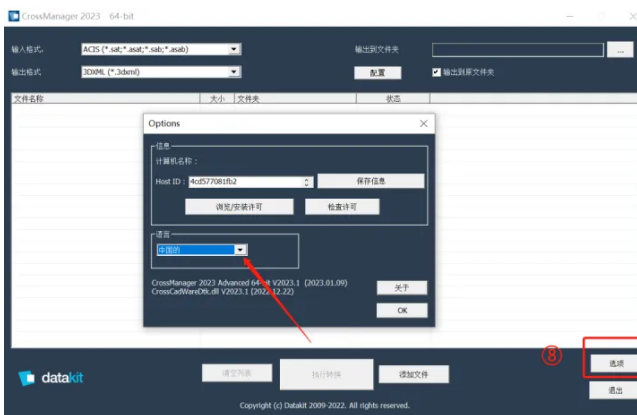 CrossManager 2023 64-bit
输入格式: ACIS (*.sat;*.asat;*.sab;*.asab) 输出到文件夹 ...
输出格式 3DXML (*.3dxml) 配置 输出到原文件夹
文件名称 大小 文件夹 状态
Options
信息
计算机名称:
Host ID: 4cd577081fb2 保存信息
浏览/安装许可 检查许可
语言
中国的
CrossManager 2023 Advanced 64-bit V2023.1 (2023.01.09)
CrossCadWareDtk.dll V2023.1 (2022.12.22)
关于
OK
⑧
选项
datakit 清空列表 执行转换 添加文件
退出
Copyright (c) Datakit 2009-2022. All rights reserved.